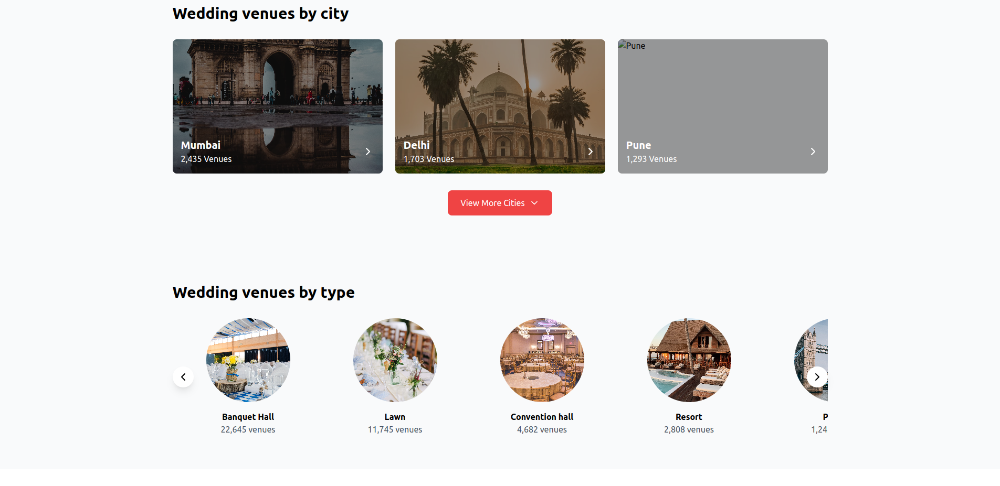 Wedding venues by city
Pune
Mumbai
2,435 Venues
Delhi
1,703 Venues
Pune
1,293 Venues
View More Cities
Wedding venues by type
Banquet Hall
22,645 venues
Lawn
11,745 venues
Convention hall
4,682 venues
Resort
2,808 venues
P
1,24